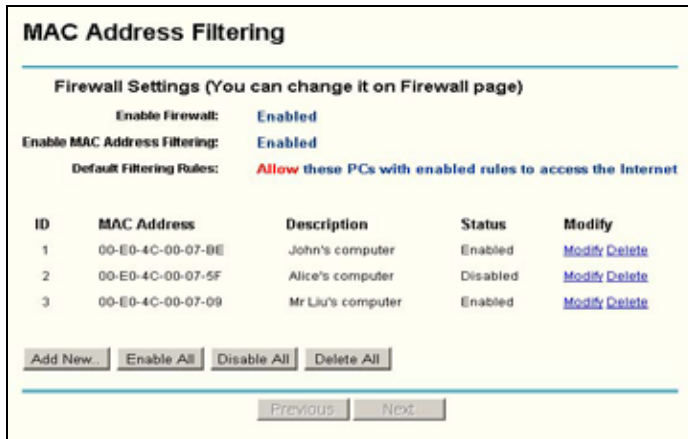 MAC Address Filtering
Firewall Settings (You can change it on Firewall page)
Enable Firewall: Enabled
Enable MAC Address Filtering: Enabled
Default Filtering Rules: Allow these PCs with enabled rules to access the Internet
ID MAC Address Description Status Modify
1 00-E0-4C-00-07-BE John's computer Enabled Modify Delete
2 00-E0-4C-00-07-5F Alice's computer Disabled Modify Delete
3 00-E0-4C-00-07-09 Mr Liu's computer Enabled Modify Delete
Add New.. Enable All Disable All Delete All
Previous Next